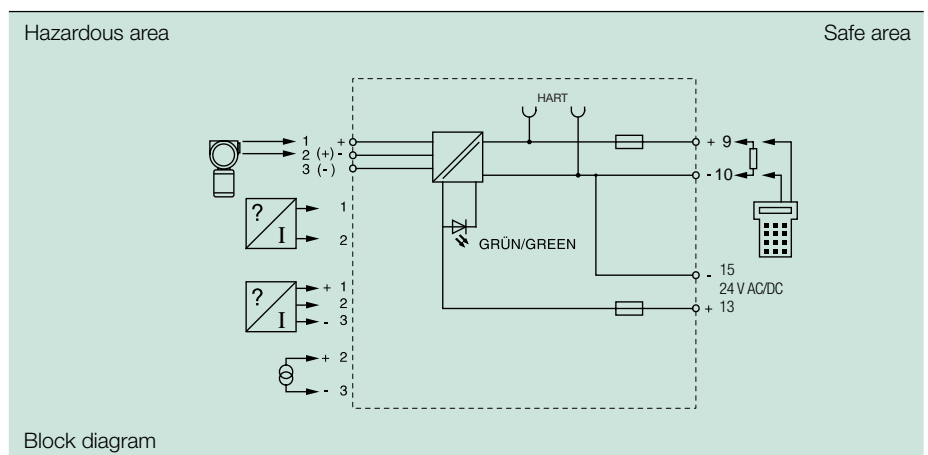 Hazardous area
Safe area
HART
1 +
2 (+) -
3 (-)
+ 9
- 10
? I
1
2
GRÜN/GREEN
- 15
24 V AC/DC
+ 13
? I
+ 1
2
- 3
+ 2
- 3
Block diagram